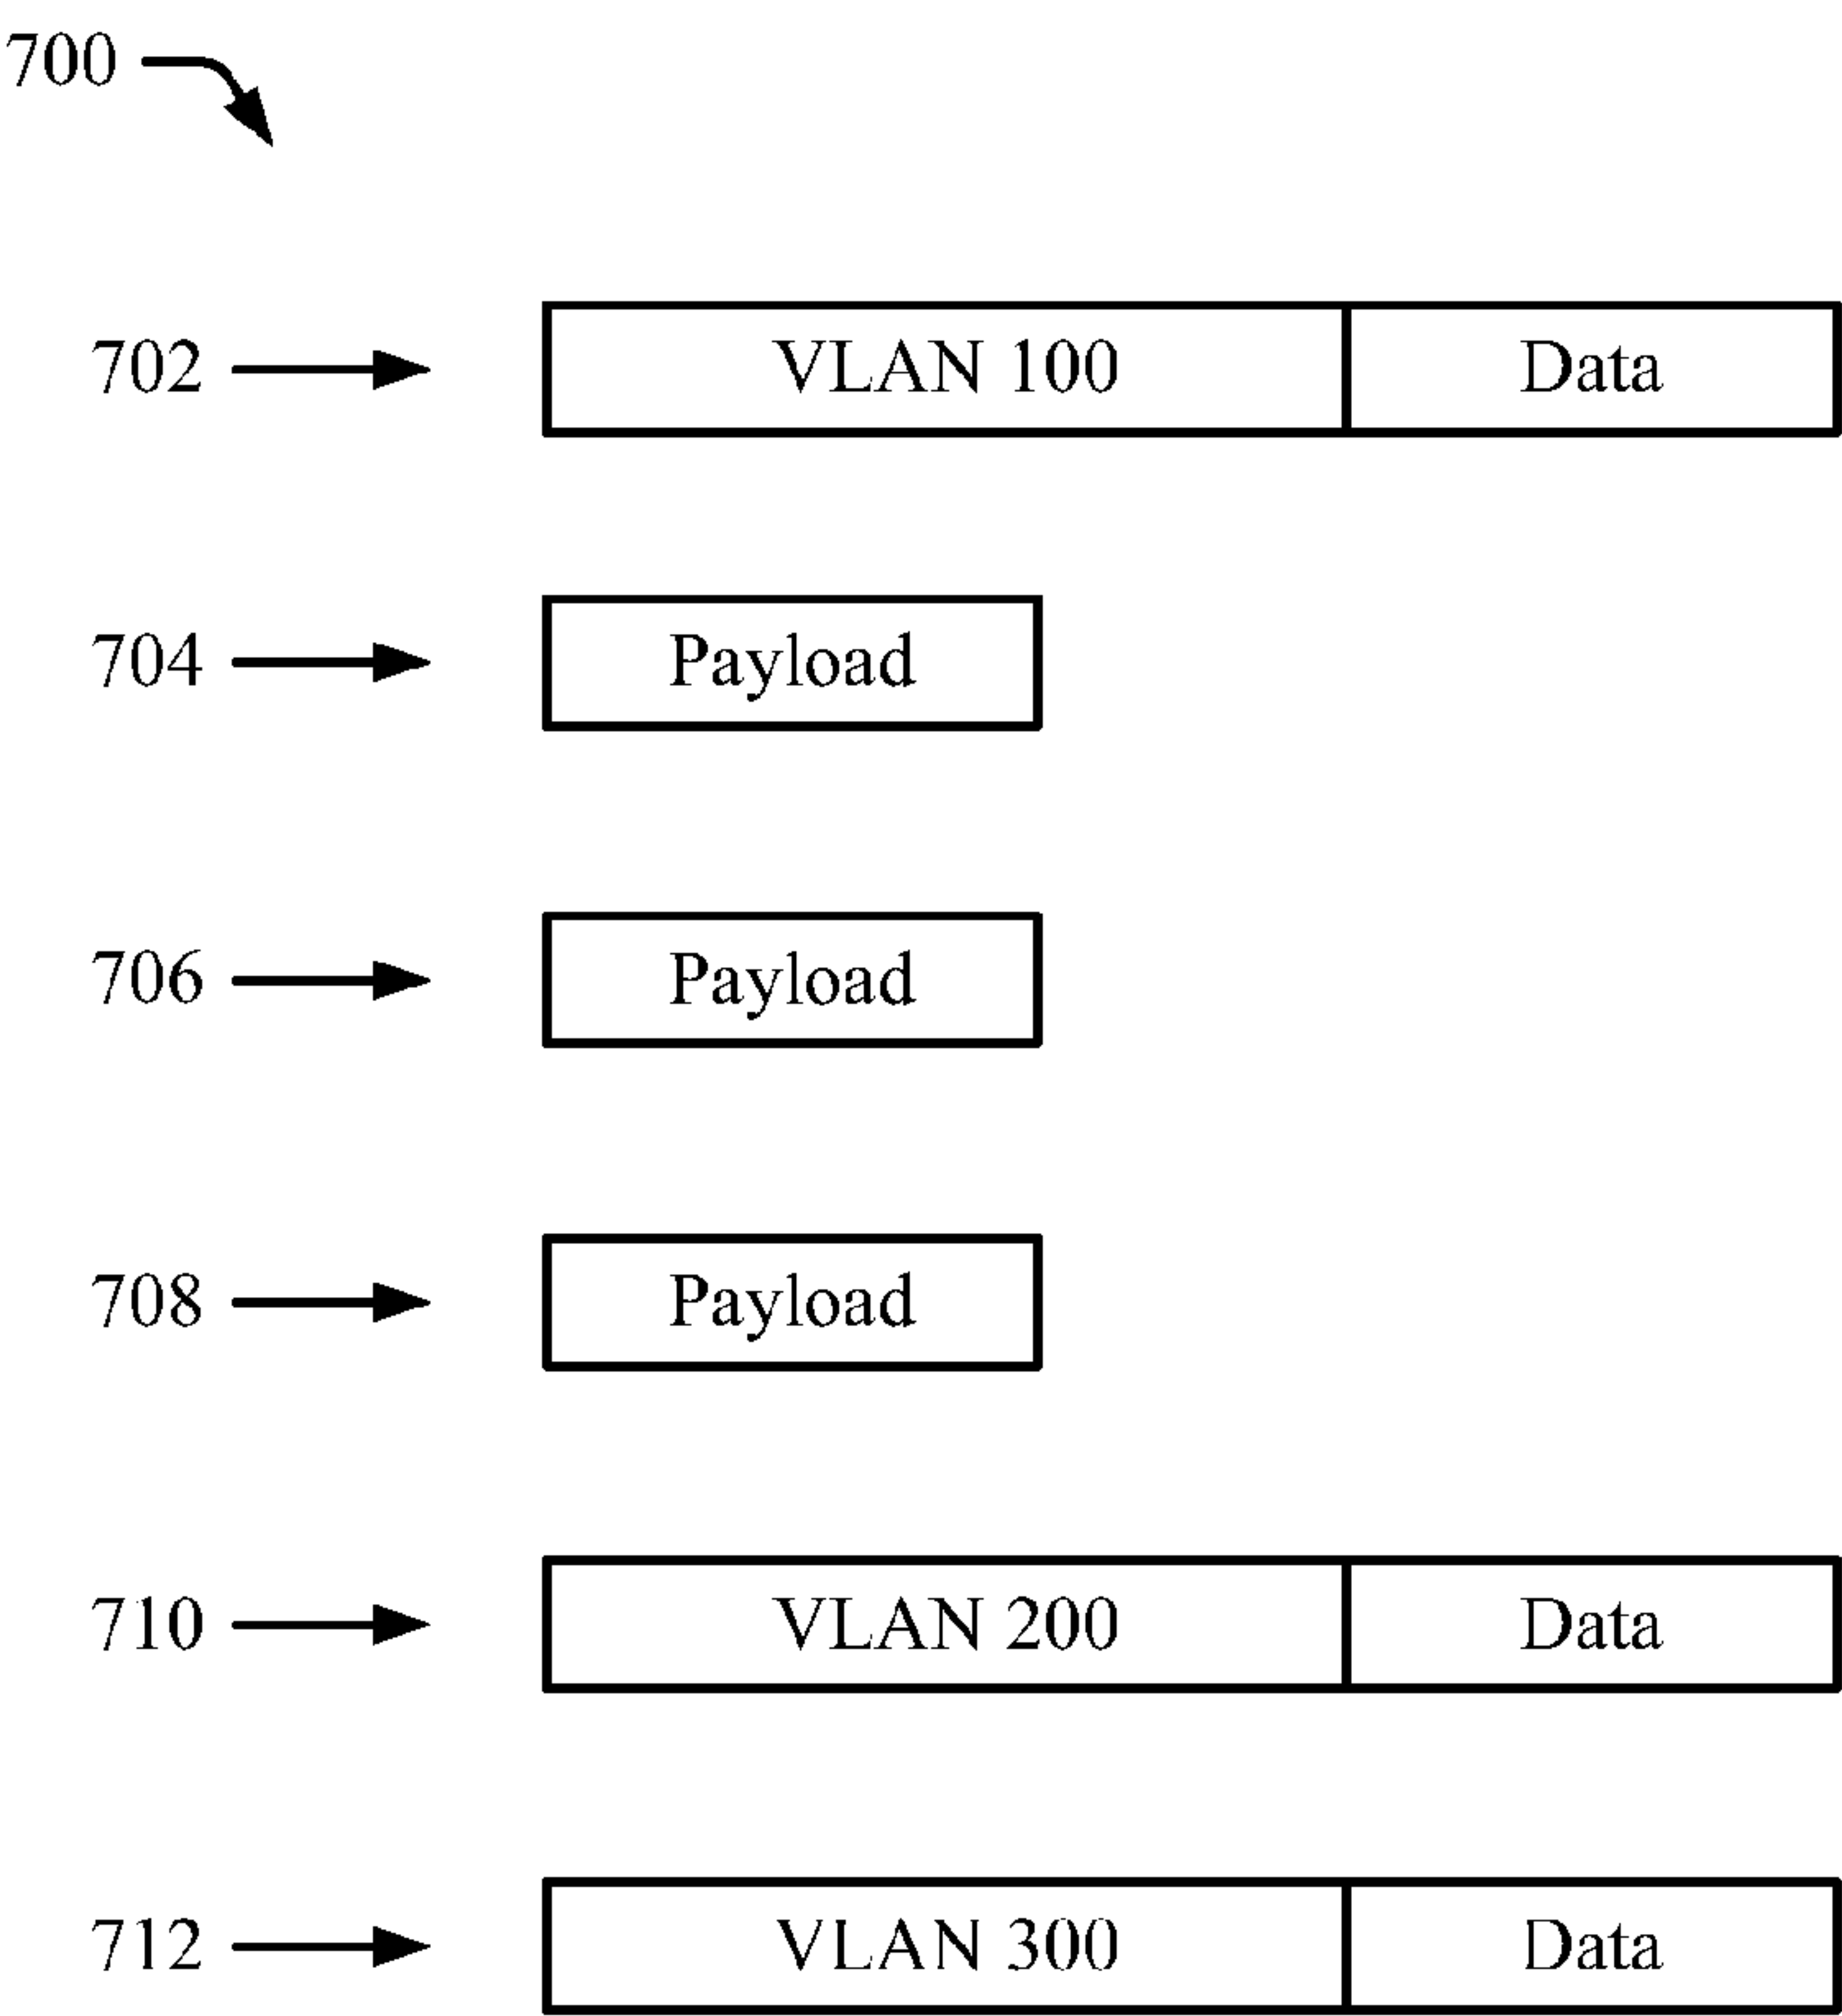 700
702 VLAN 100 Data
704 Payload
706 Payload
708 Payload
710 VLAN 200 Data
712 VLAN 300 Data